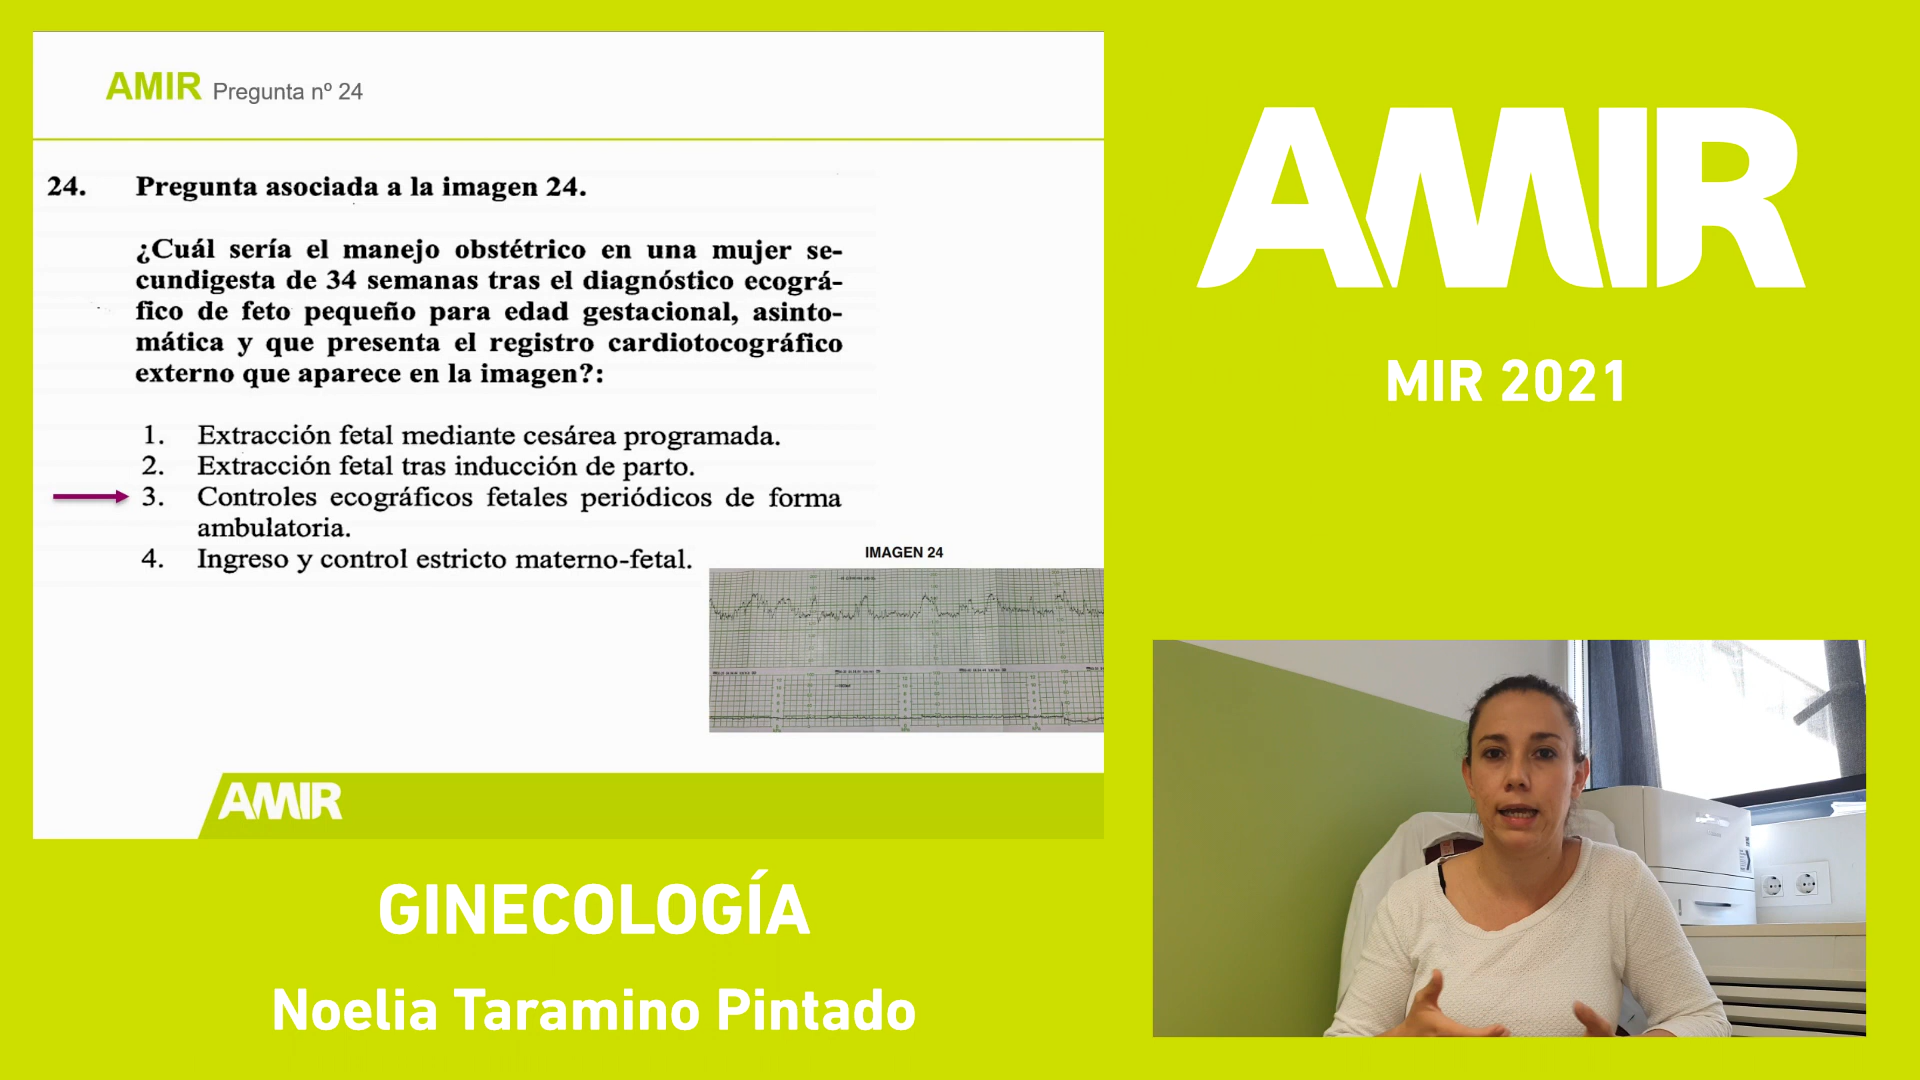 AMIR Pregunta nº 24
24. Pregunta asociada a la imagen 24.
¿Cuál sería el manejo obstétrico en una mujer se-
cundigesta de 34 semanas tras el diagnóstico ecográ-
fico de feto pequeño para edad gestacional, asinto-
mática y que presenta el registro cardiotocográfico
externo que aparece en la imagen?:
1. Extracción fetal mediante cesárea programada.
2. Extracción fetal tras inducción de parto.
3. Controles ecográficos fetales periódicos de forma
ambulatoria.
4. Ingreso y control estricto materno-fetal.
IMAGEN 24
AMIR
GINECOLOGÍA
Noelia Taramino Pintado
AMIR
MIR 2021